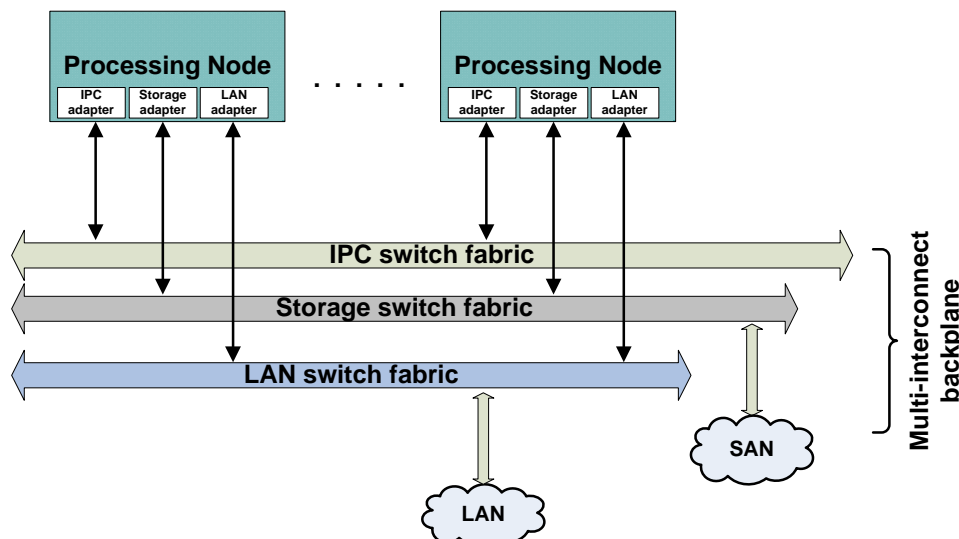 Processing Node
IPC
adapter
Storage
adapter
LAN
adapter
. . . . .
Processing Node
IPC
adapter
Storage
adapter
LAN
adapter
IPC switch fabric
Storage switch fabric
LAN switch fabric
Multi-interconnect
backplane
SAN
LAN